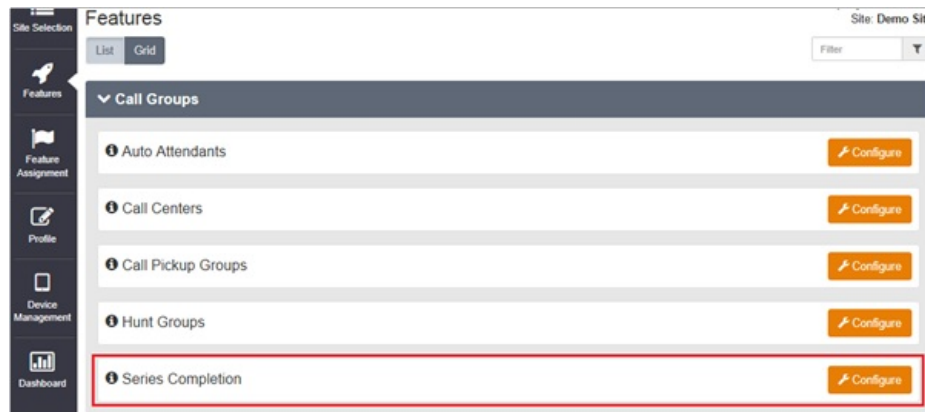 Site Selection
Features
Site: Demo Sit
List
Grid
Filter
Features
Call Groups
Feature
Assignment
Auto Attendants
Configure
Call Centers
Configure
Profile
Call Pickup Groups
Configure
Device
Management
Hunt Groups
Configure
Dashboard
Series Completion
Configure